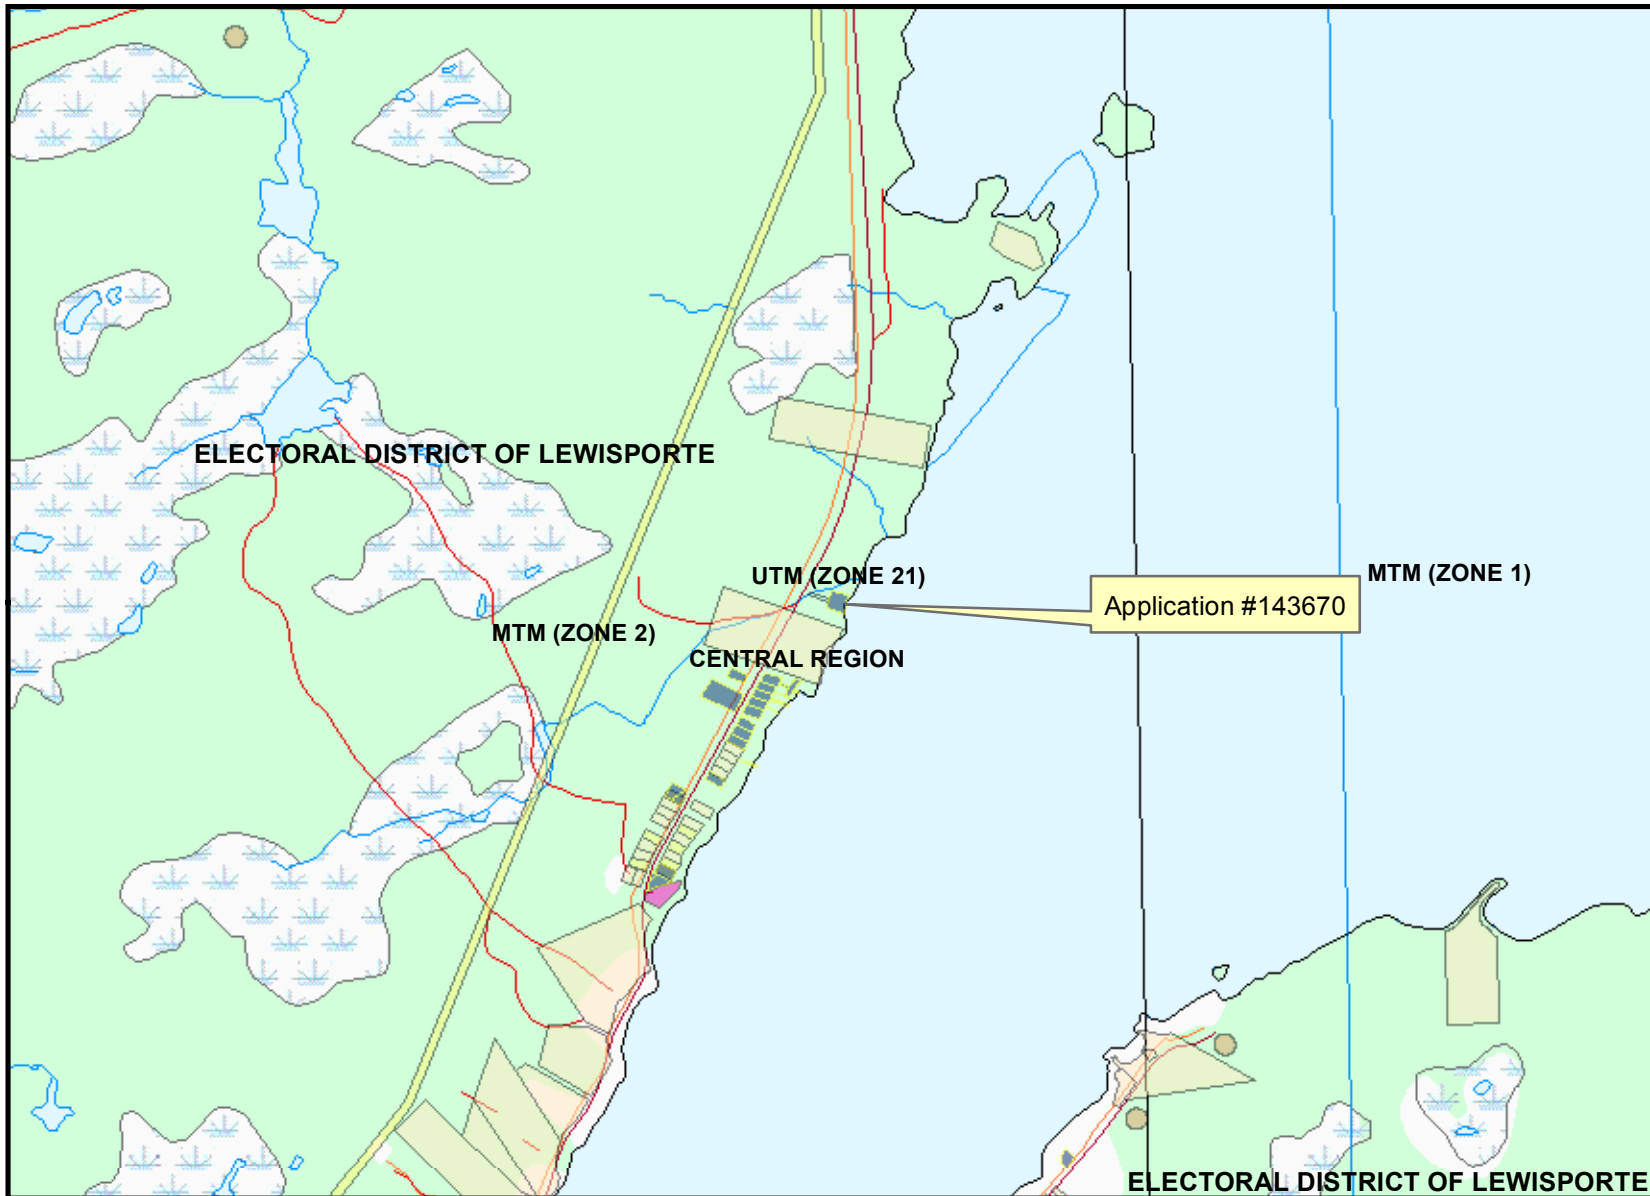 ELECTORAL DISTRICT OF LEWISPORTE
UTM (ZONE 21)
MTM (ZONE 1)
Application #143670
MTM (ZONE 2)
CENTRAL REGION
ELECTORAL DISTRICT OF LEWISPORTE